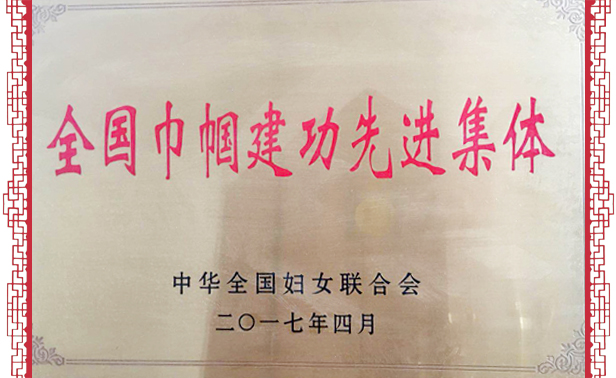 全国巾帼建功先进集体
中华全国妇女联合会
二〇一七年四月